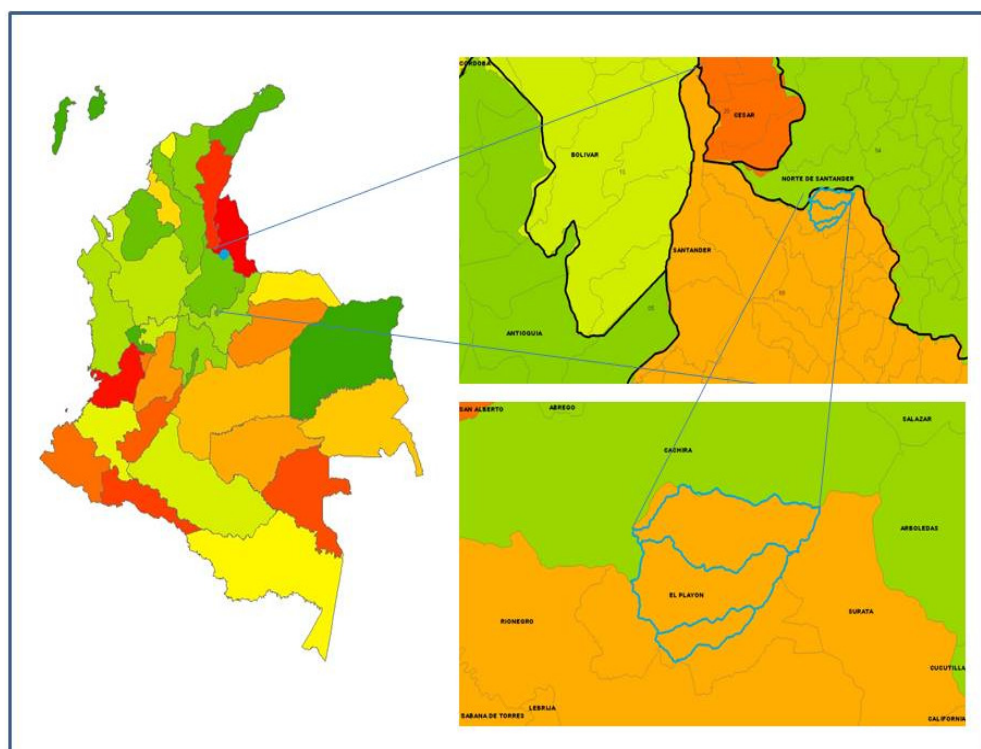 CORDOBA
CESAR
BOLIVAR
NORTE DE SANTANDER
SANTANDER
ANTIOQUIA
SAN ALBERTO
ABREGO
SALAZAR
CACHIRA
ARBOLEDAS
EL PLAYON
RIONEGRO
SURATA
CUCUTILLA
LEBRIJA
SABANA DE TORRES
CALIFORNIA